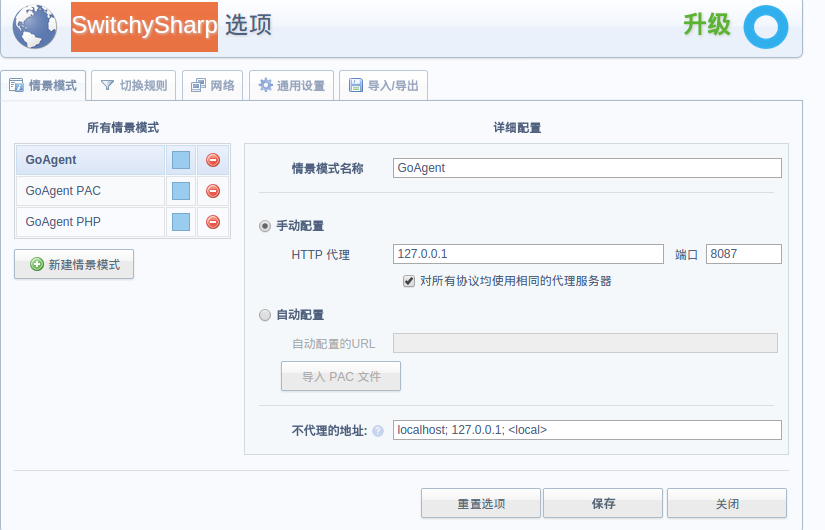 SwitchySharp 选项
升级
情景模式 切换规则 网络 通用设置 导入/导出
所有情景模式
GoAgent
GoAgent PAC
GoAgent PHP
新建情景模式
详细配置
情景模式名称 GoAgent
手动配置
HTTP 代理 127.0.0.1 端口 8087
对所有协议均使用相同的代理服务器
自动配置
自动配置的URL
导入 PAC 文件
不代理的地址: ? localhost; 127.0.0.1; <local>
重置选项 保存 关闭